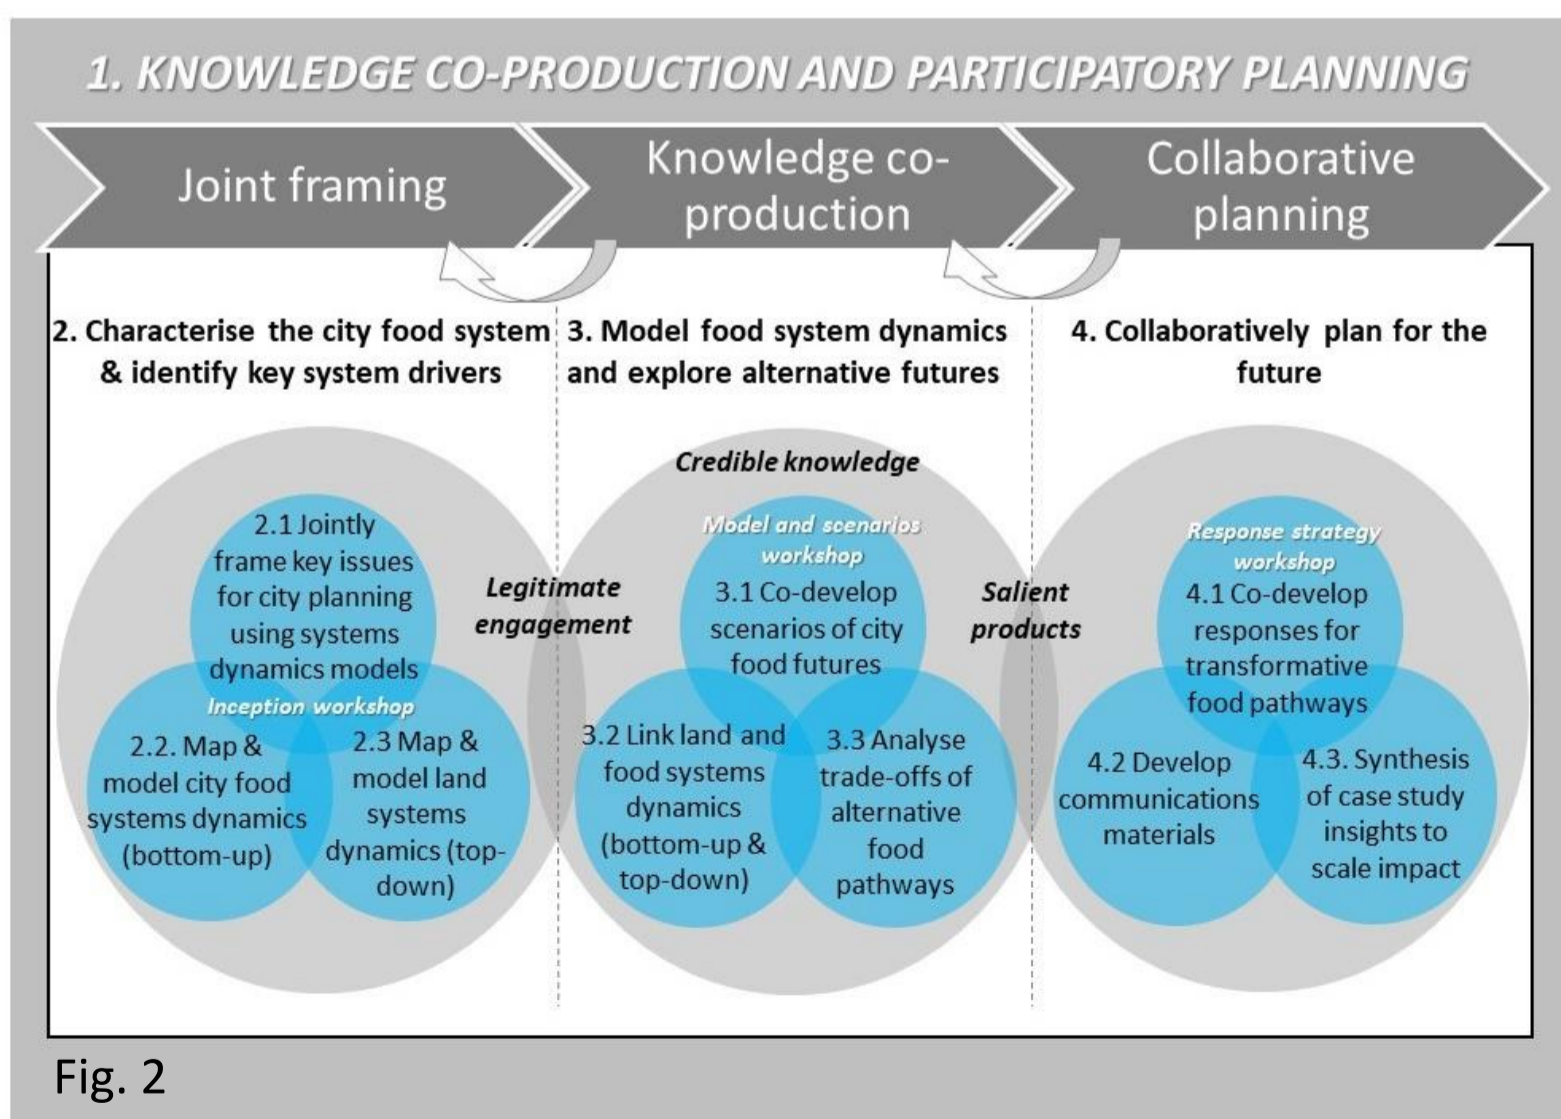 1. KNOWLEDGE CO-PRODUCTION AND PARTICIPATORY PLANNING
Joint framing
Knowledge co-
production
Collaborative
planning
2. Characterise the city food system
& identify key system drivers
3. Model food system dynamics
and explore alternative futures
4. Collaboratively plan for the
future
2.1 Jointly
frame key issues
for city planning
using systems
dynamics models
Inception workshop
2.2. Map &
model city food
systems dynamics
(bottom-up)
2.3 Map &
model land
systems
dynamics (top-
down)
Legitimate
engagement
Credible knowledge
Model and scenarios
workshop
3.1 Co-develop
scenarios of city
food futures
3.2 Link land and
food systems
dynamics
(bottom-up &
top-down)
3.3 Analyse
trade-offs of
alternative
food
pathways
Salient
products
Response strategy
workshop
4.1 Co-develop
responses for
transformative
food pathways
4.2 Develop
communications
materials
4.3. Synthesis
of case study
insights to
scale impact
Fig. 2